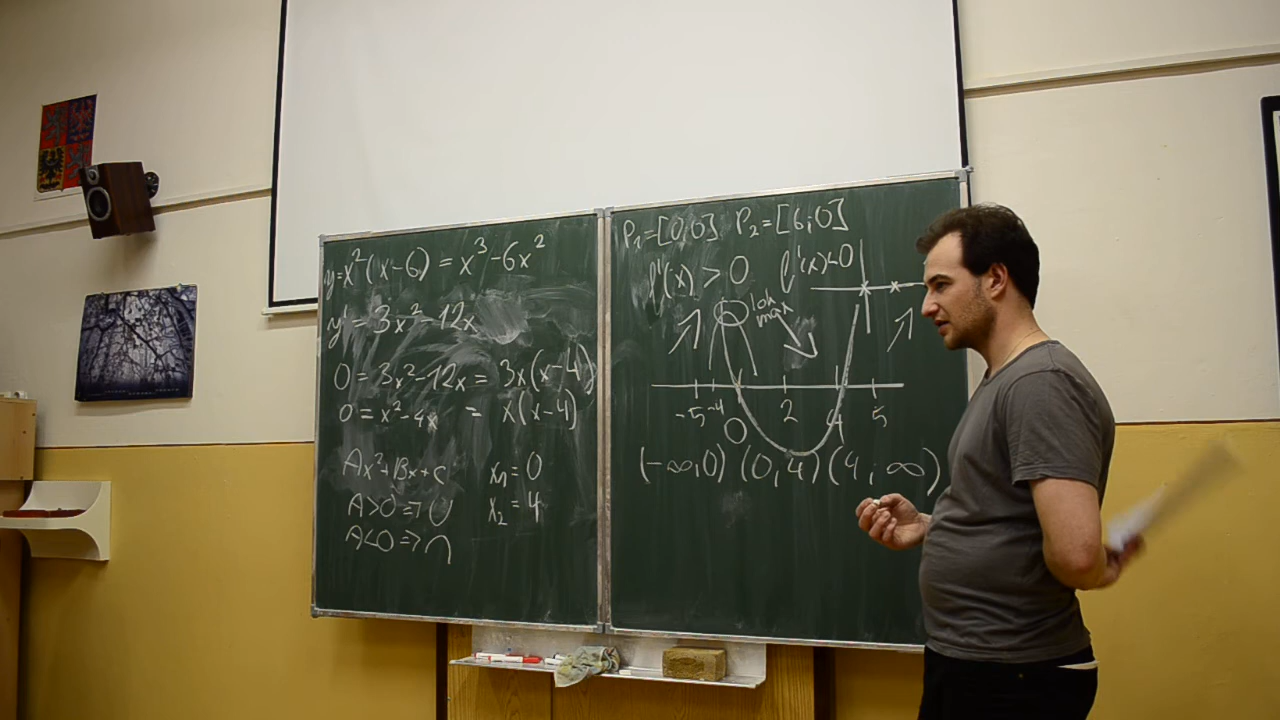 y=x²(x-6) = x³-6x²
y' = 3x²-12x
0 = 3x²-12x = 3x(x-4)
0 = x²-4x = x(x-4)
Ax²+Bx+C
A>0 => ∪
A<0 => ∩
x₁=0
x₂=4
P₁=[0,0] P₂=[6;0]
f'(x)>0 f'(x)<0
lok max
-5 -4 0 2 4 5
(-∞,0) (0,4) (4;∞)